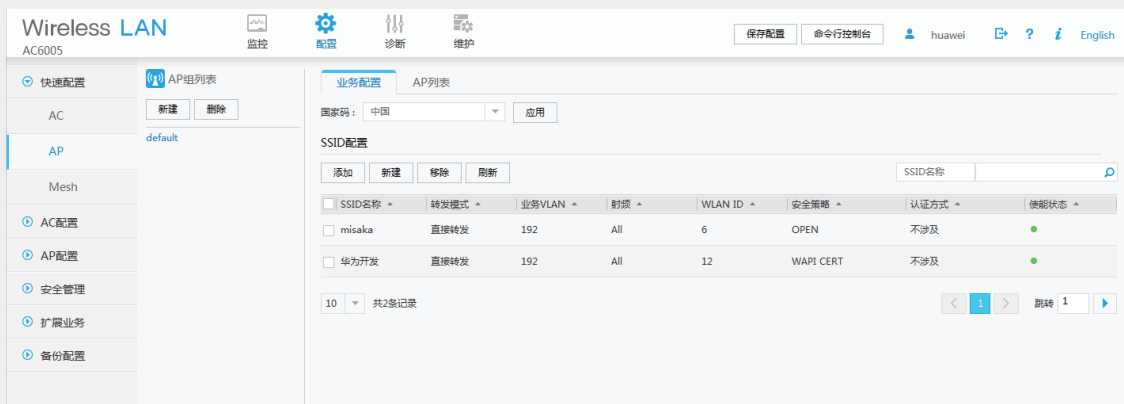 Wireless LAN
AC6005
监控
配置
诊断
维护
保存配置
命令行控制台
huawei
?
i
English
快速配置
AC
AP
Mesh
AC配置
AP配置
安全管理
扩展业务
备份配置
AP组列表
新建
删除
default
业务配置
AP列表
国家码：
中国
应用
SSID配置
添加
新建
移除
刷新
SSID名称
SSID名称 转发模式 业务VLAN 射频 WLAN ID 安全策略 认证方式 使能状态
misaka 直接转发 192 All 6 OPEN 不涉及
华为开发 直接转发 192 All 12 WAPI CERT 不涉及
10 共2条记录
1
跳转 1